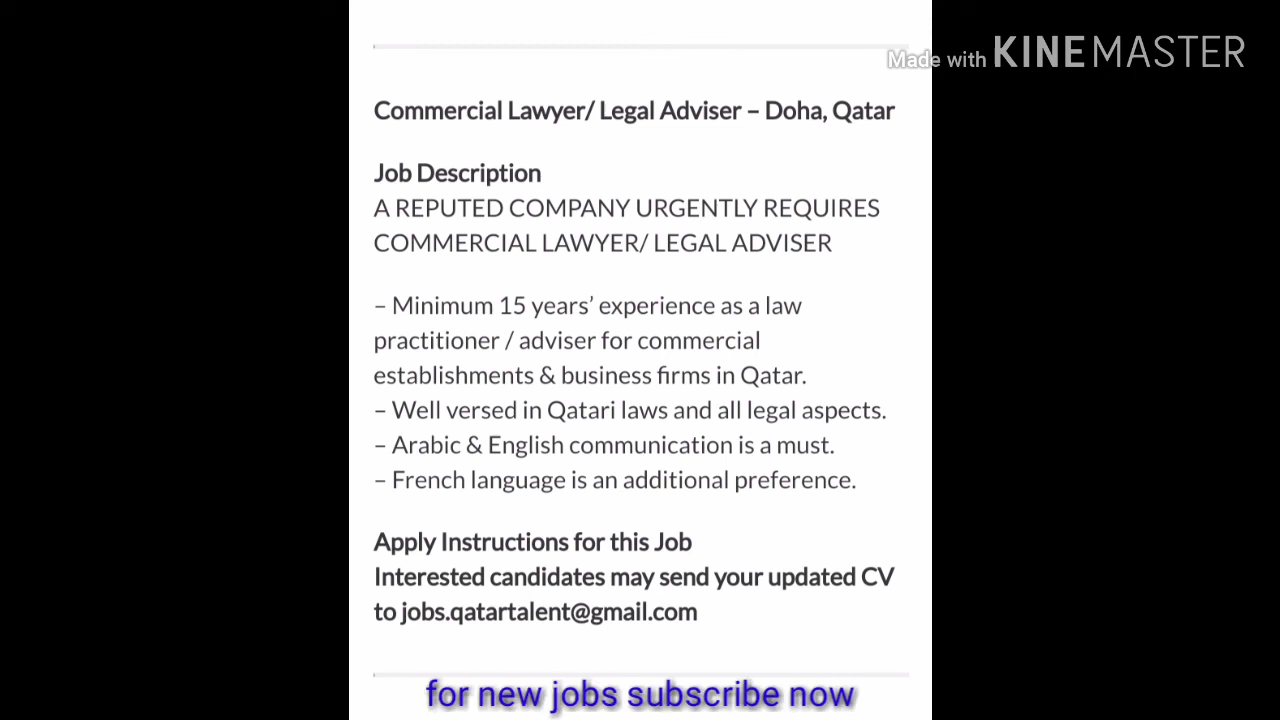 Made with KINEMASTER
Commercial Lawyer/ Legal Adviser – Doha, Qatar
Job Description
A REPUTED COMPANY URGENTLY REQUIRES
COMMERCIAL LAWYER/ LEGAL ADVISER
– Minimum 15 years’ experience as a law
practitioner / adviser for commercial
establishments & business firms in Qatar.
– Well versed in Qatari laws and all legal aspects.
– Arabic & English communication is a must.
– French language is an additional preference.
Apply Instructions for this Job
Interested candidates may send your updated CV
to jobs.qatartalent@gmail.com
for new jobs subscribe now